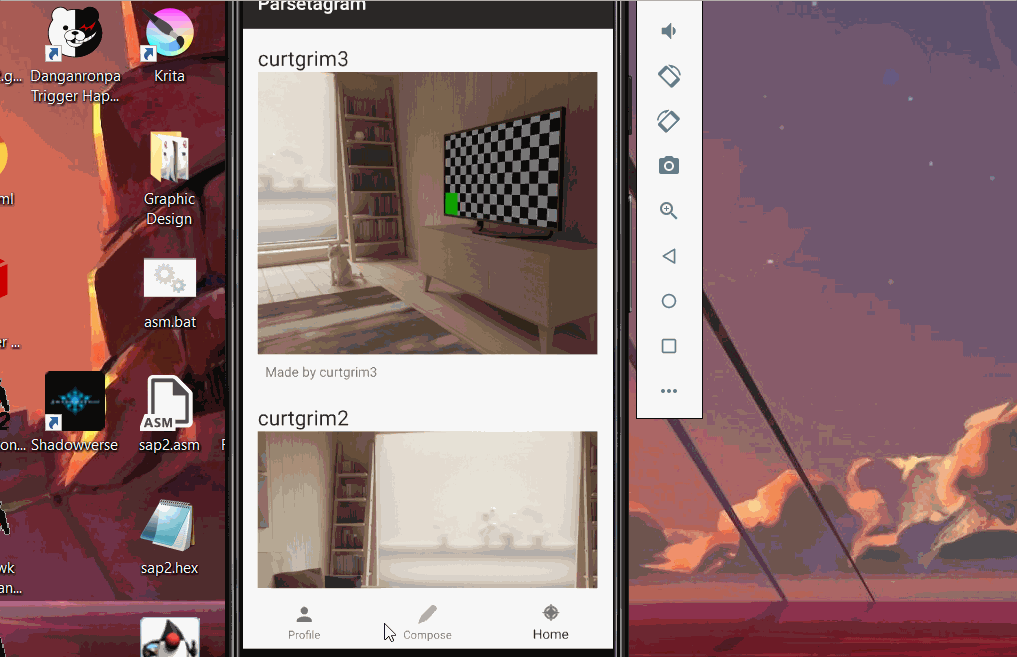 .g...
Danganronpa
Trigger Hap...
Krita
ml
Graphic
Design
asm.bat
er ...
on...
Shadowverse
ASM
sap2.asm
F
wk
an...
sap2.hex
Parsetagram
curtgrim3
Made by curtgrim3
curtgrim2
Profile
Compose
Home